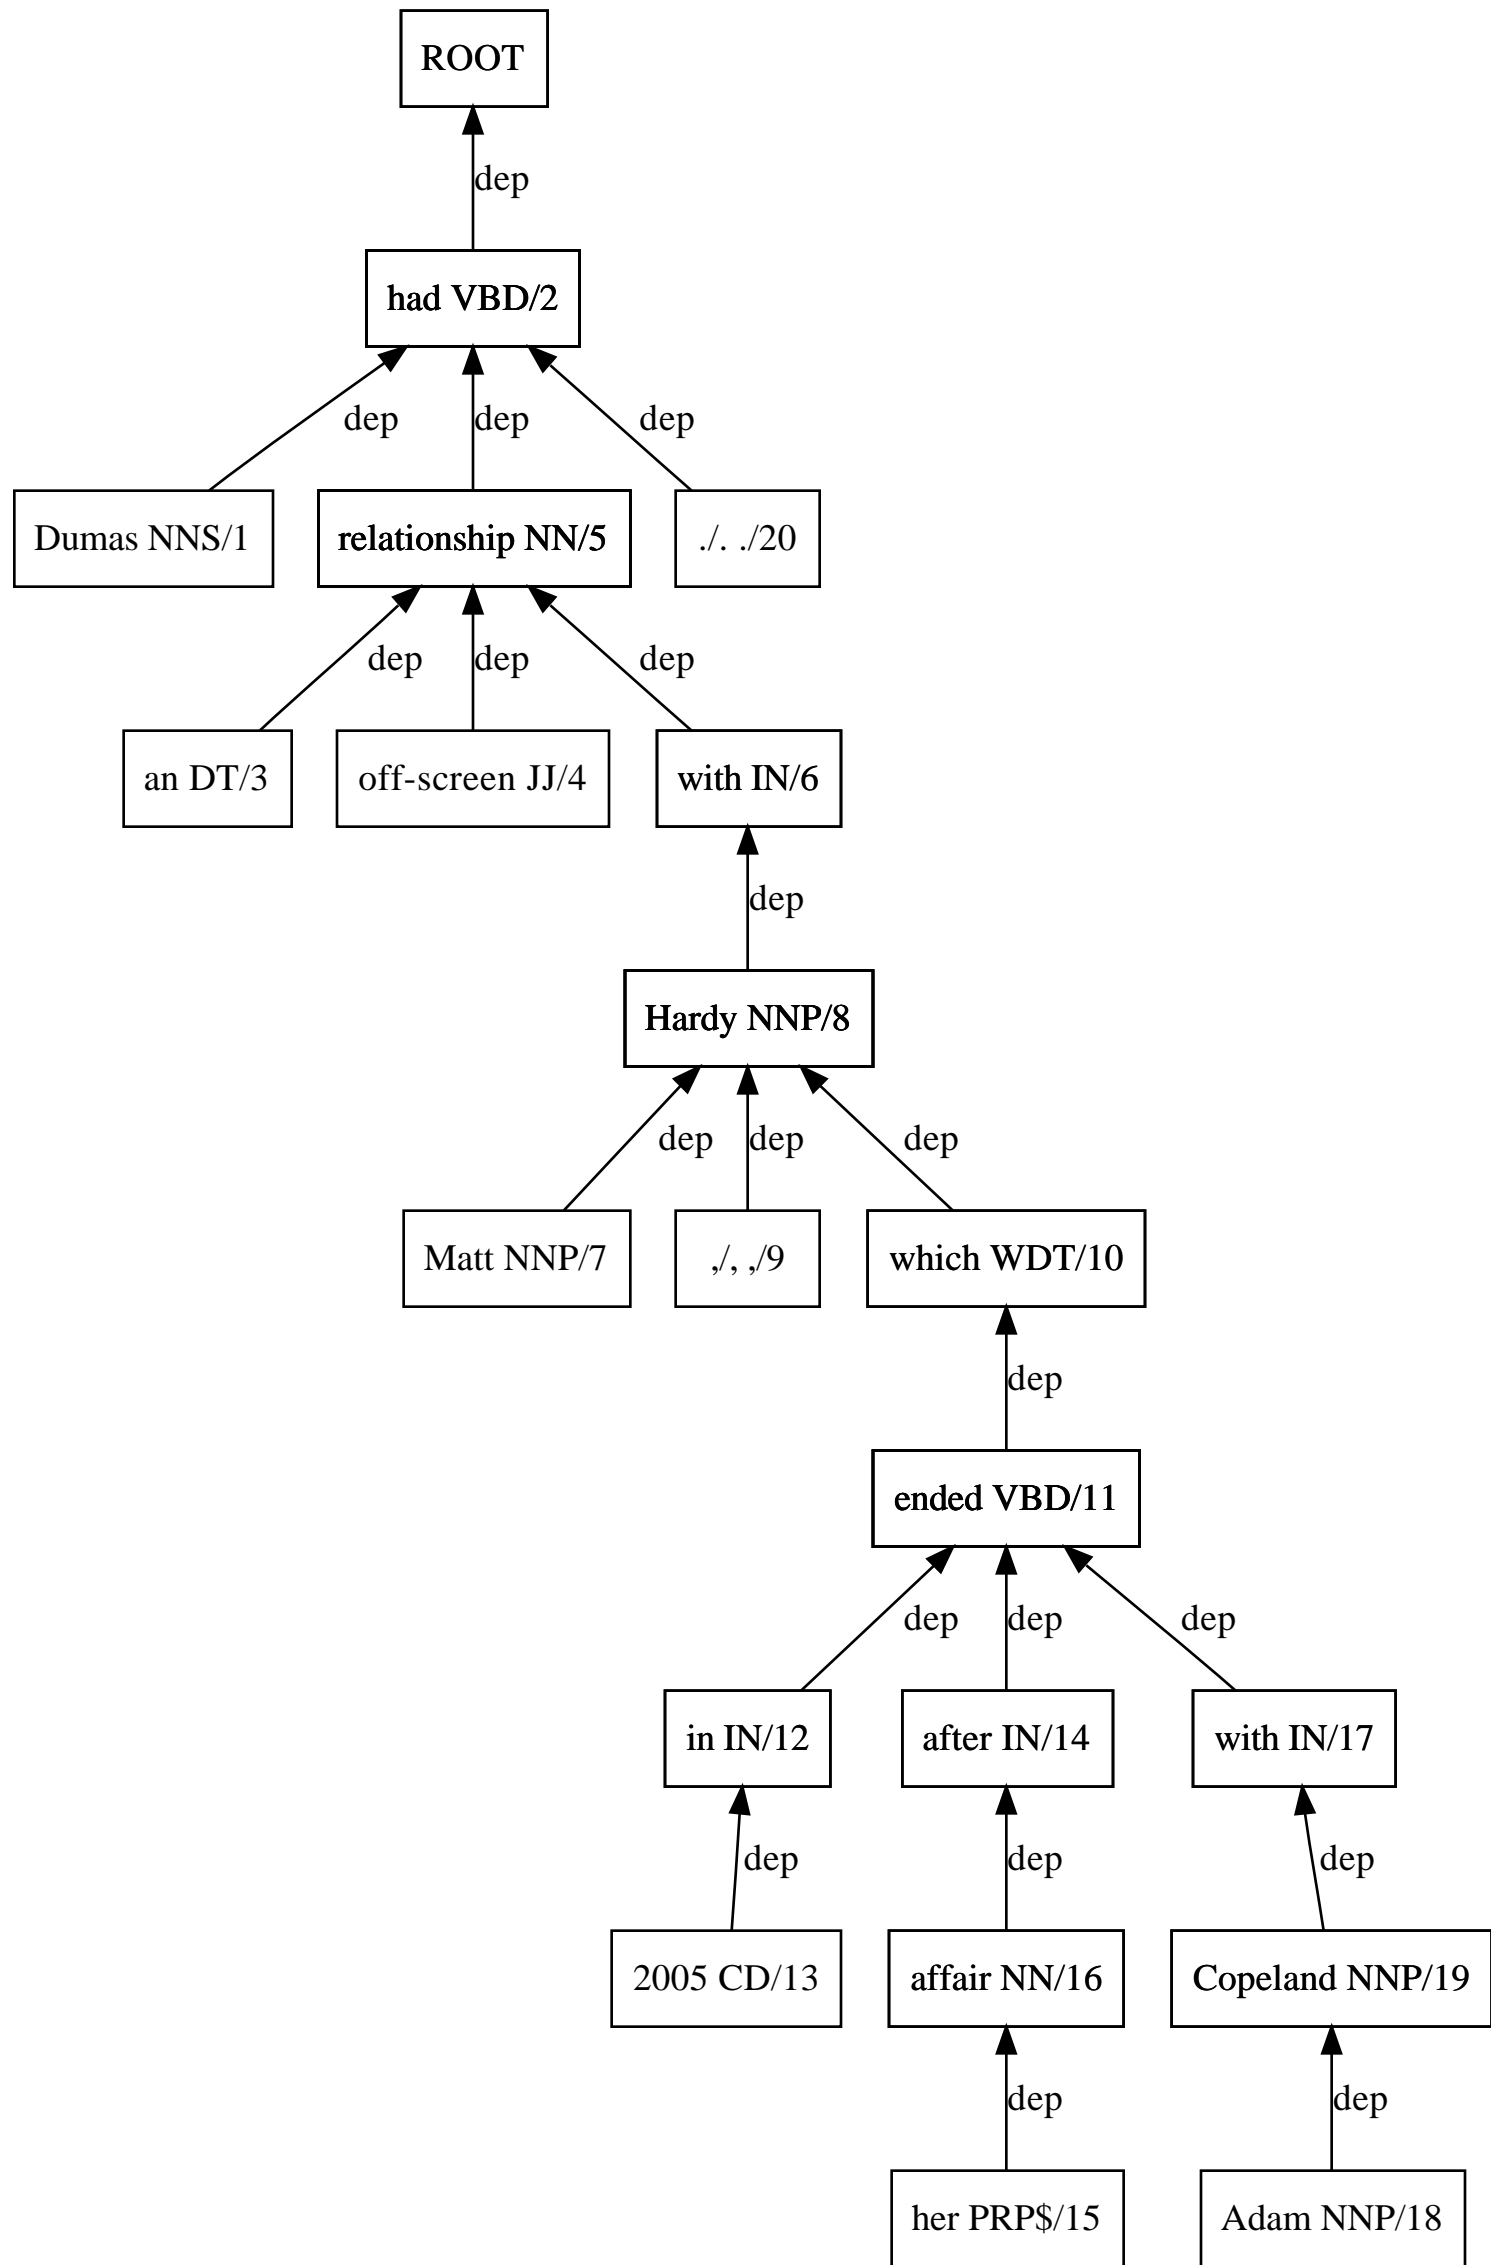 ROOT
dep
had VBD/2
dep dep dep
Dumas NNS/1 relationship NN/5 ./. ./20
dep dep dep
an DT/3 off-screen JJ/4 with IN/6
dep
Hardy NNP/8
dep dep dep
Matt NNP/7 ,/, ,/9 which WDT/10
dep
ended VBD/11
dep dep dep
in IN/12 after IN/14 with IN/17
dep dep dep
2005 CD/13 affair NN/16 Copeland NNP/19
dep dep
her PRP$/15 Adam NNP/18